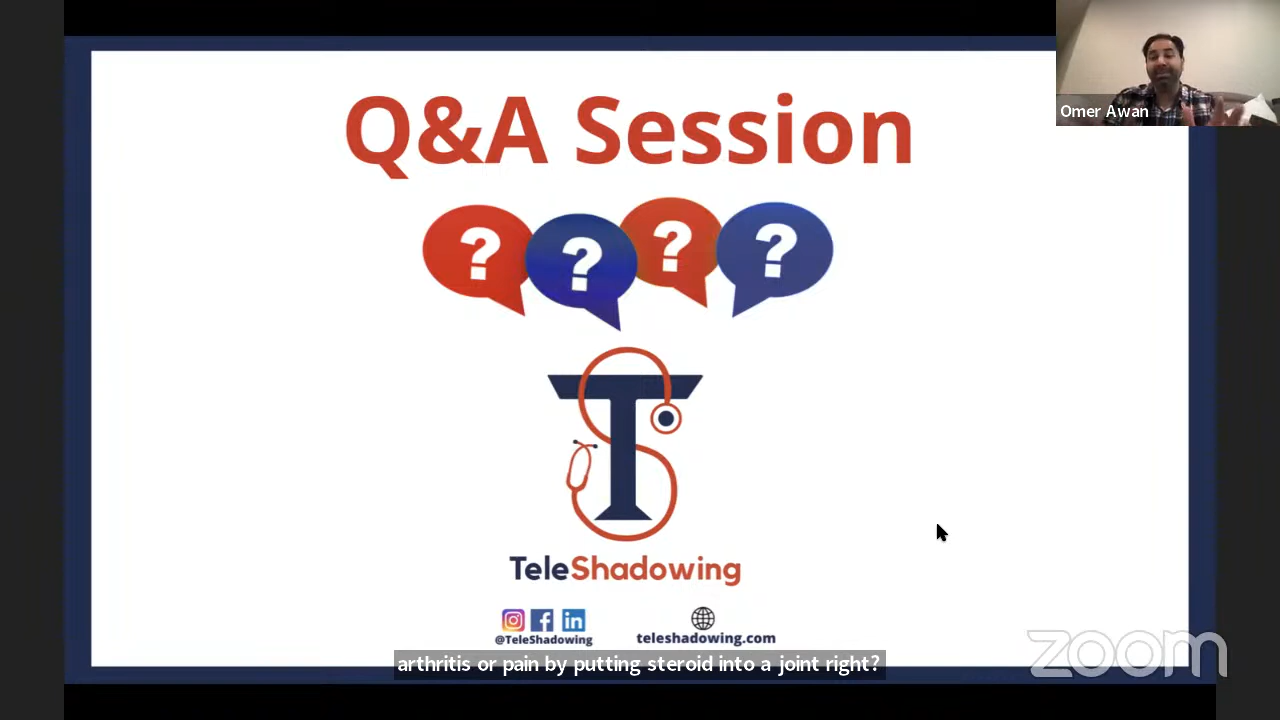 Q&A Session
Omer Awan
? ? ? ?
TeleShadowing
@TeleShadowing
teleshadowing.com
arthritis or pain by putting steroid into a joint right?
zoom